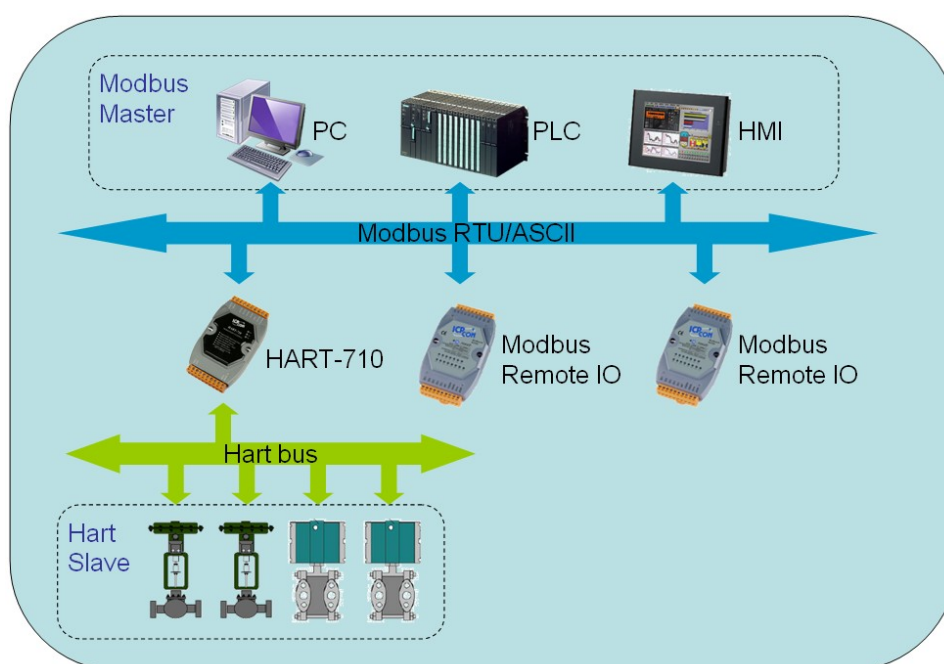 Modbus
Master
PC
PLC
HMI
Modbus RTU/ASCII
HART-710
Modbus
Remote IO
Modbus
Remote IO
Hart bus
Hart
Slave